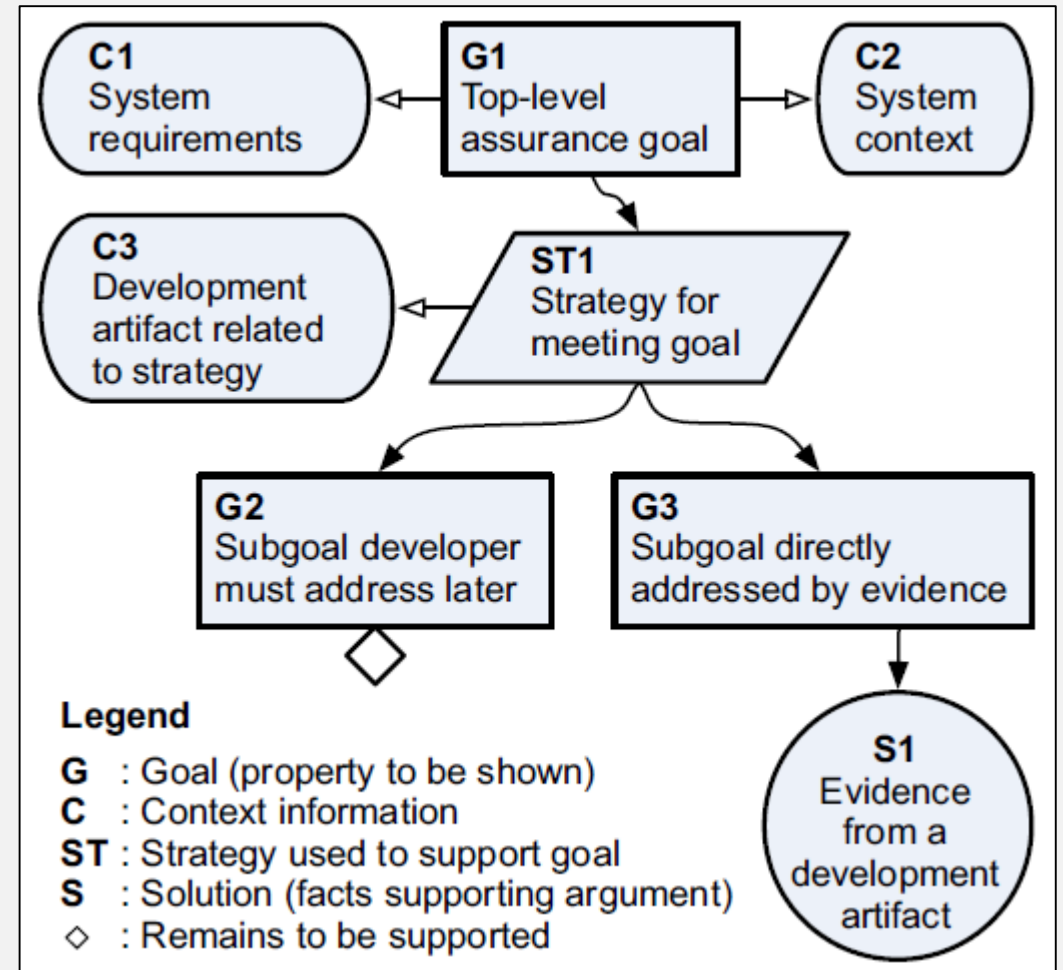 C1
System
requirements
G1
Top-level
assurance goal
C2
System
context
C3
Development
artifact related
to strategy
ST1
Strategy for
meeting goal
G2
Subgoal developer
must address later
G3
Subgoal directly
addressed by evidence
S1
Evidence
from a
development
artifact
Legend
G : Goal (property to be shown)
C : Context information
ST : Strategy used to support goal
S : Solution (facts supporting argument)
◇ : Remains to be supported